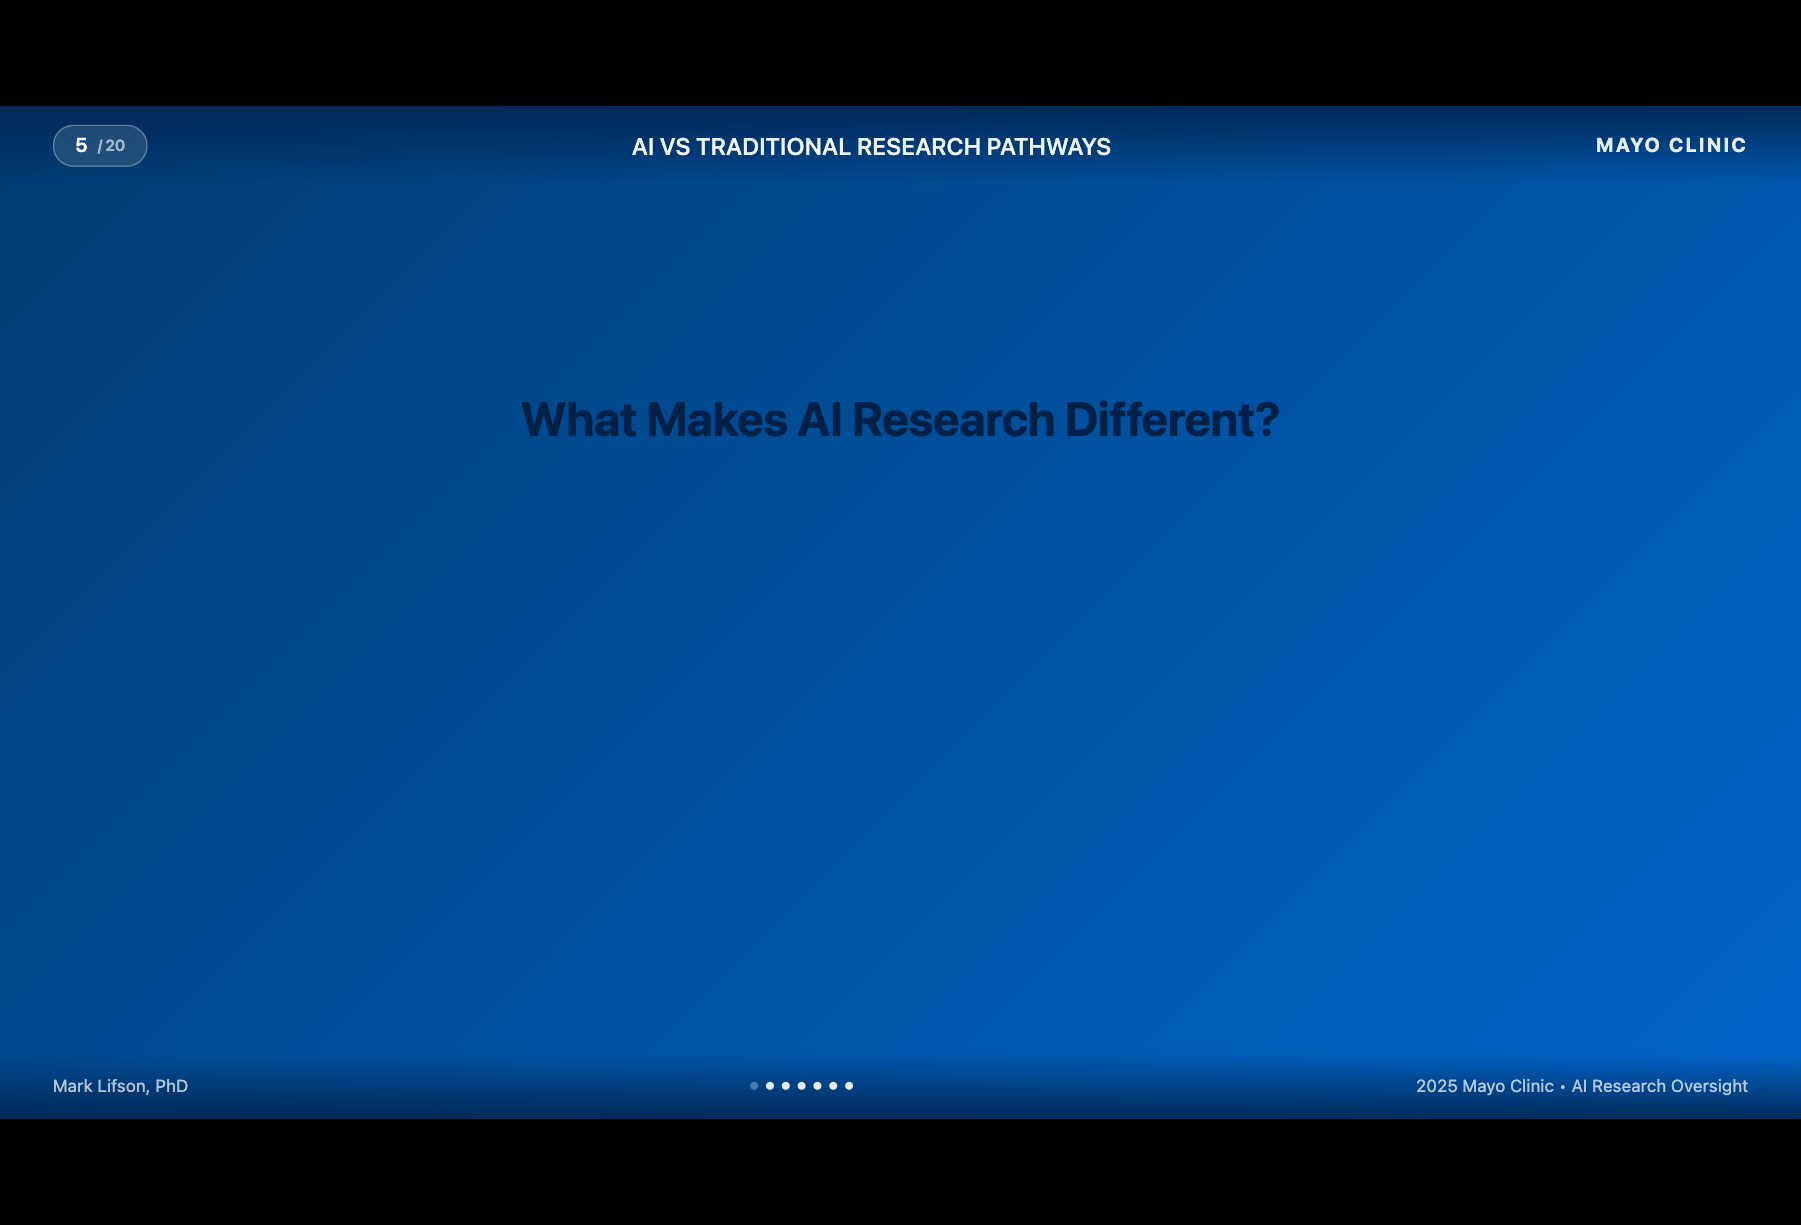 5 /20
AI VS TRADITIONAL RESEARCH PATHWAYS
MAYO CLINIC
What Makes AI Research Different?
Mark Lifson, PhD
2025 Mayo Clinic • AI Research Oversight